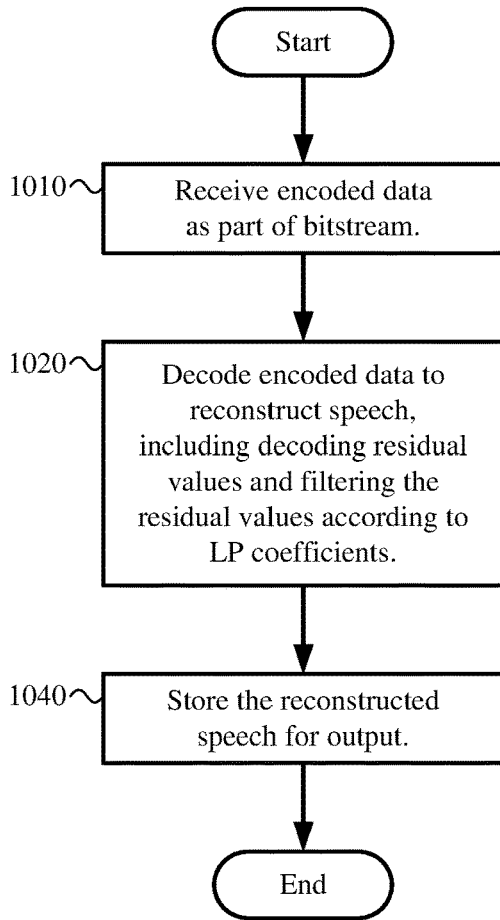 Start
1010
Receive encoded data
as part of bitstream.
1020
Decode encoded data to
reconstruct speech,
including decoding residual
values and filtering the
residual values according to
LP coefficients.
1040
Store the reconstructed
speech for output.
End